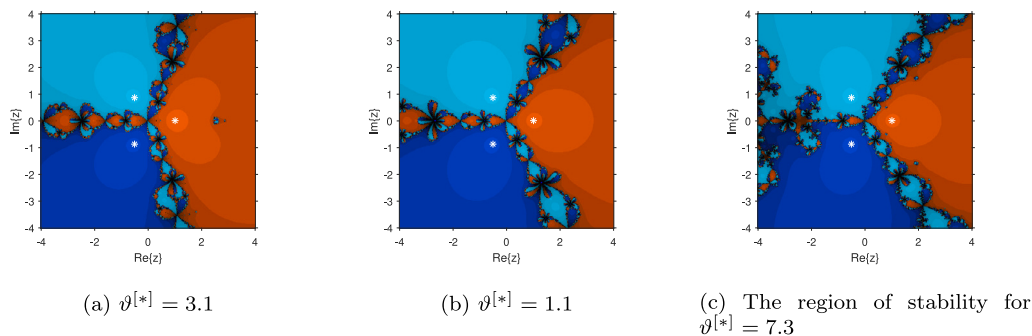 4
3
2
1
0
-1
-2
-3
-4
Im{z}
-4 -2 0 2 4
Re{z}
(a) ϑ[*] = 3.1
4
3
2
1
0
-1
-2
-3
-4
Im{z}
-4 -2 0 2 4
Re{z}
(b) ϑ[*] = 1.1
4
3
2
1
0
-1
-2
-3
-4
Im{z}
-4 -2 0 2 4
Re{z}
(c) The region of stability for
ϑ[*] = 7.3